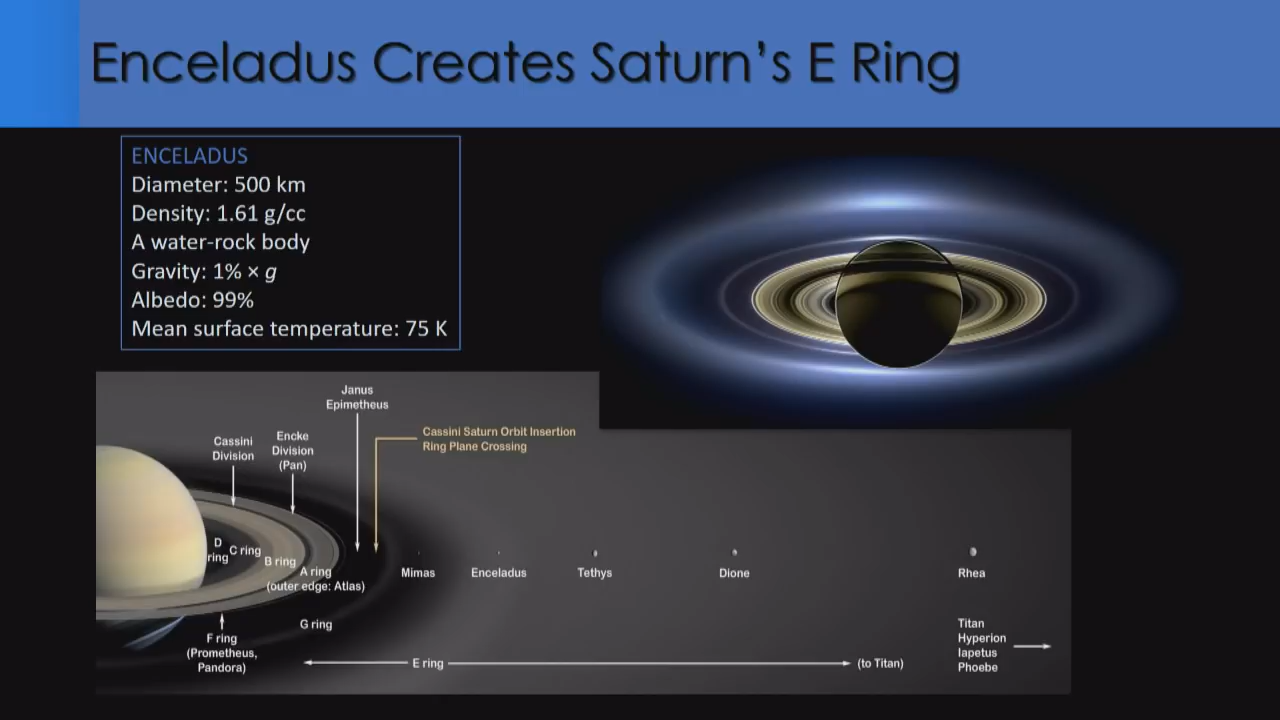 Enceladus Creates Saturn's E Ring
ENCELADUS
Diameter: 500 km
Density: 1.61 g/cc
A water-rock body
Gravity: 1% × g
Albedo: 99%
Mean surface temperature: 75 K
Janus
Epimetheus
Cassini Saturn Orbit Insertion
Ring Plane Crossing
Cassini
Division
Encke
Division
(Pan)
D
ring
C ring
B ring
A ring
(outer edge: Atlas)
Mimas
Enceladus
Tethys
Dione
Rhea
G ring
F ring
(Prometheus,
Pandora)
E ring
(to Titan)
Titan
Hyperion
Iapetus
Phoebe